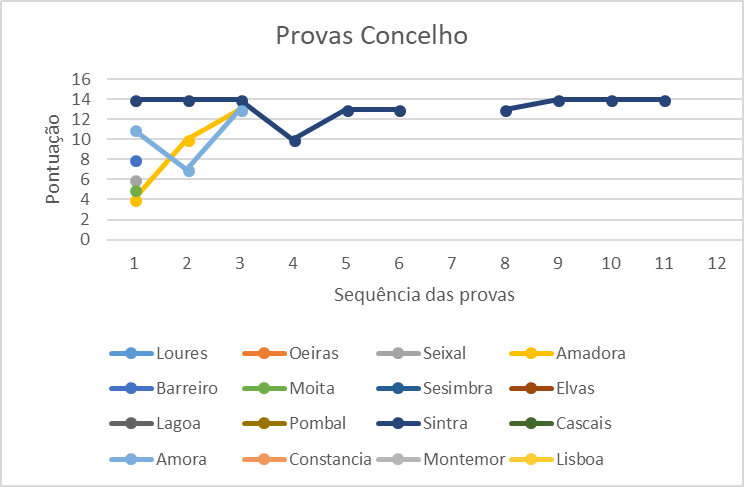 Provas Concelho
16
14
12
10
8
6
4
2
0
Pontuação
1 2 3 4 5 6 7 8 9 10 11 12
Sequência das provas
Loures Oeiras Seixal Amadora
Barreiro Moita Sesimbra Elvas
Lagoa Pombal Sintra Cascais
Amora Constancia Montemor Lisboa